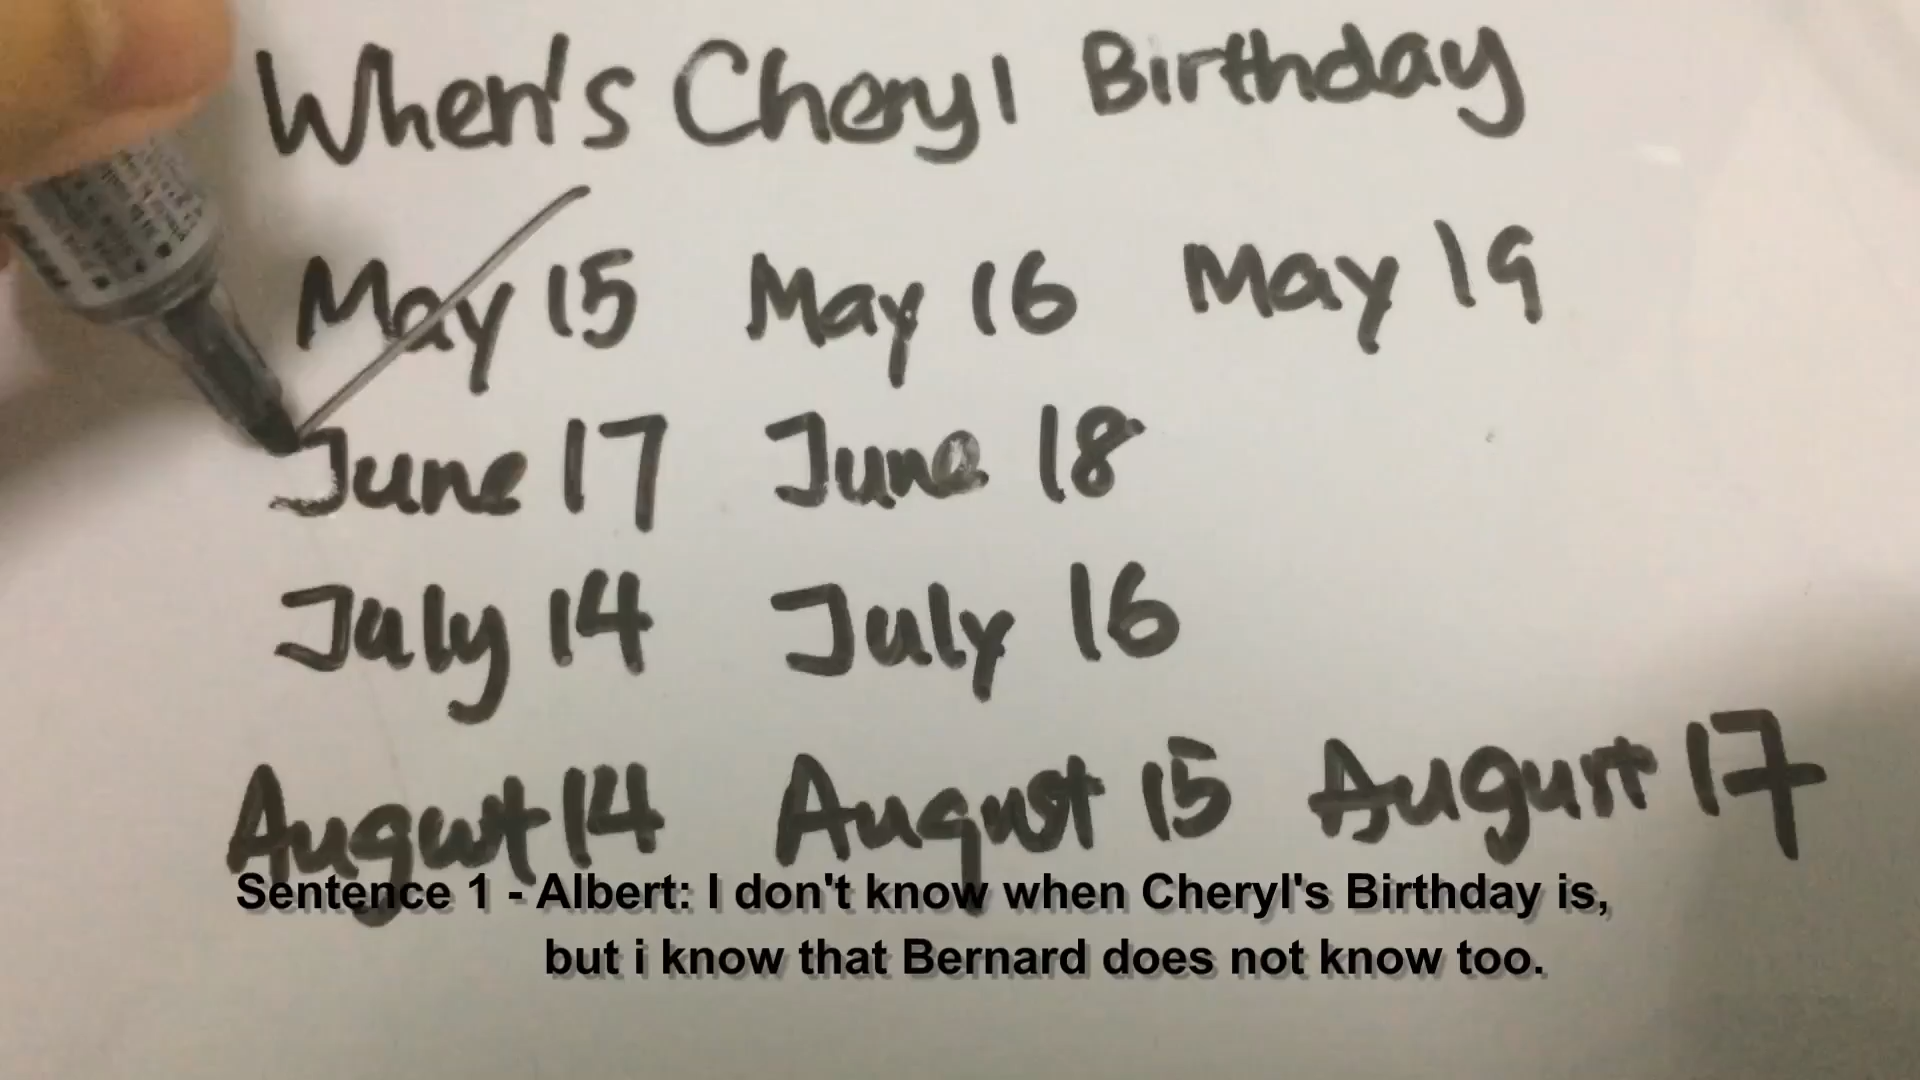 When's Cheryl Birthday
May 15 May 16 May 19
June 17 June 18
July 14 July 16
August 14 August 15 August 17
Sentence 1 - Albert: I don't know when Cheryl's Birthday is,
but i know that Bernard does not know too.